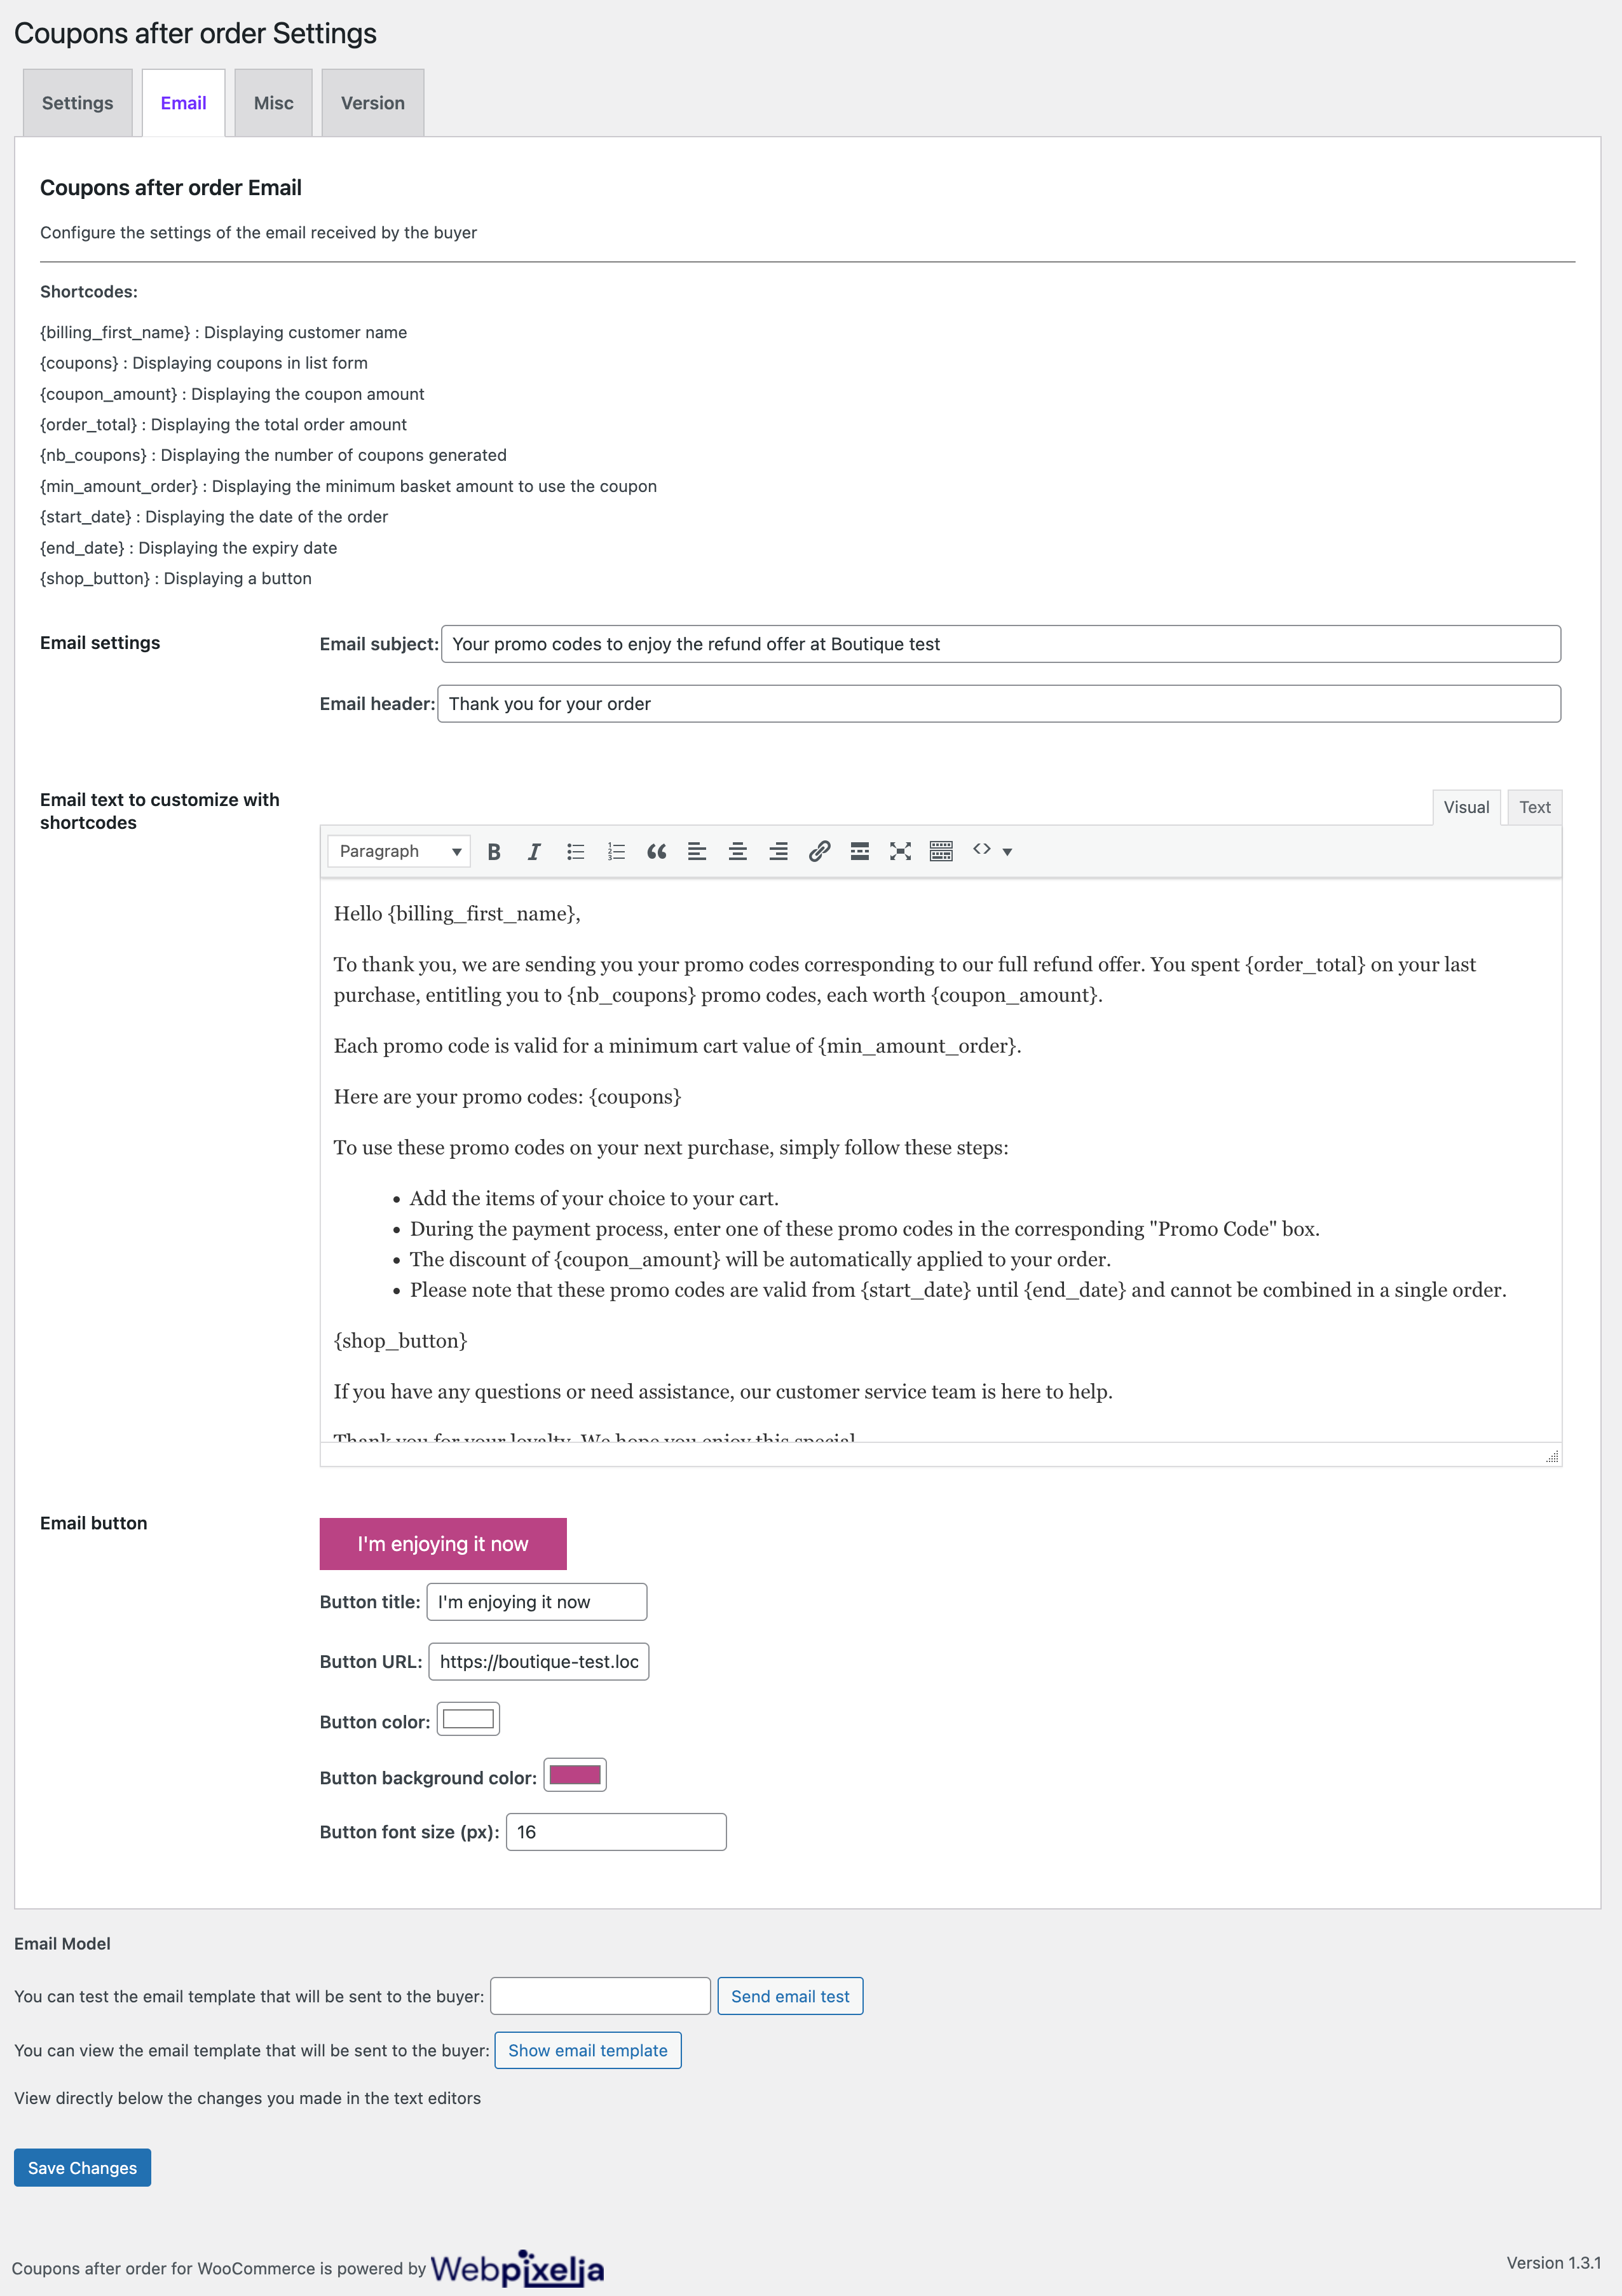 Coupons after order Settings
Settings
Email
Misc
Version
Coupons after order Email
Configure the settings of the email received by the buyer
Shortcodes:
{billing_first_name} : Displaying customer name
{coupons} : Displaying coupons in list form
{coupon_amount} : Displaying the coupon amount
{order_total} : Displaying the total order amount
{nb_coupons} : Displaying the number of coupons generated
{min_amount_order} : Displaying the minimum basket amount to use the coupon
{start_date} : Displaying the date of the order
{end_date} : Displaying the expiry date
{shop_button} : Displaying a button
Email settings
Email subject: Your promo codes to enjoy the refund offer at Boutique test
Email header: Thank you for your order
Email text to customize with
shortcodes
Visual
Text
Paragraph
Hello {billing_first_name},
To thank you, we are sending you your promo codes corresponding to our full refund offer. You spent {order_total} on your last
purchase, entitling you to {nb_coupons} promo codes, each worth {coupon_amount}.
Each promo code is valid for a minimum cart value of {min_amount_order}.
Here are your promo codes: {coupons}
To use these promo codes on your next purchase, simply follow these steps:
• Add the items of your choice to your cart.
• During the payment process, enter one of these promo codes in the corresponding "Promo Code" box.
• The discount of {coupon_amount} will be automatically applied to your order.
• Please note that these promo codes are valid from {start_date} until {end_date} and cannot be combined in a single order.
{shop_button}
If you have any questions or need assistance, our customer service team is here to help.
Thank you for your loyalty. We hope you enjoy this special
Email button
I'm enjoying it now
Button title: I'm enjoying it now
Button URL: https://boutique-test.loc
Button color:
Button background color:
Button font size (px): 16
Email Model
You can test the email template that will be sent to the buyer: Send email test
You can view the email template that will be sent to the buyer: Show email template
View directly below the changes you made in the text editors
Save Changes
Coupons after order for WooCommerce is powered by Webpixelia
Version 1.3.1